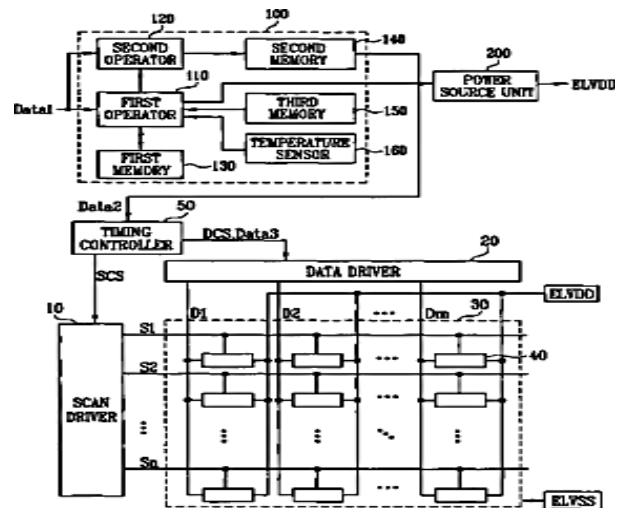 120
100
140
SECOND OPERATOR
SECOND MEMORY
200
110
POWER SOURCE UNIT
ELVDD
Data1
FIRST OPERATOR
THIRD MEMORY
150
FIRST MEMORY
130
TEMPERATURE SENSOR
160
Data2
50
TIMING CONTROLLER
DCS,Data3
20
DATA DRIVER
SCS
10
D1
D2
...
Dm
30
ELVDD
S1
40
S2
SCAN DRIVER
Sn
ELVSS